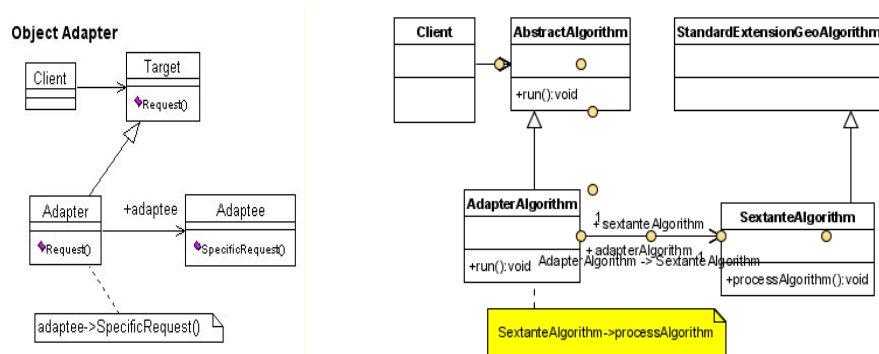 Object Adapter
Client
Target
Request()
Adapter
Request()
+adaptee
Adaptee
SpecificRequest()
adaptee->SpecificRequest()
Client
AbstractAlgorithm
+run():void
StandardExtensionGeoAlgorithm
AdapterAlgorithm
+run():void
1
+ sextanteAlgorithm
+ adapterAlgorithm
1
AdapterAlgorithm -> SextanteAlgorithm
SextanteAlgorithm
+processAlgorithm():void
SextanteAlgorithm->processAlgorithm